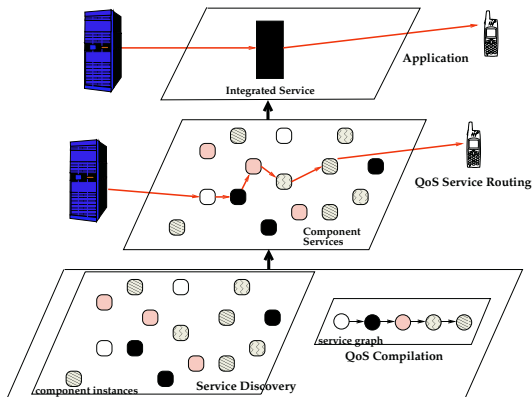 Application
Integrated Service
QoS Service Routing
Component
Services
service graph
QoS Compilation
Service Discovery
component instances